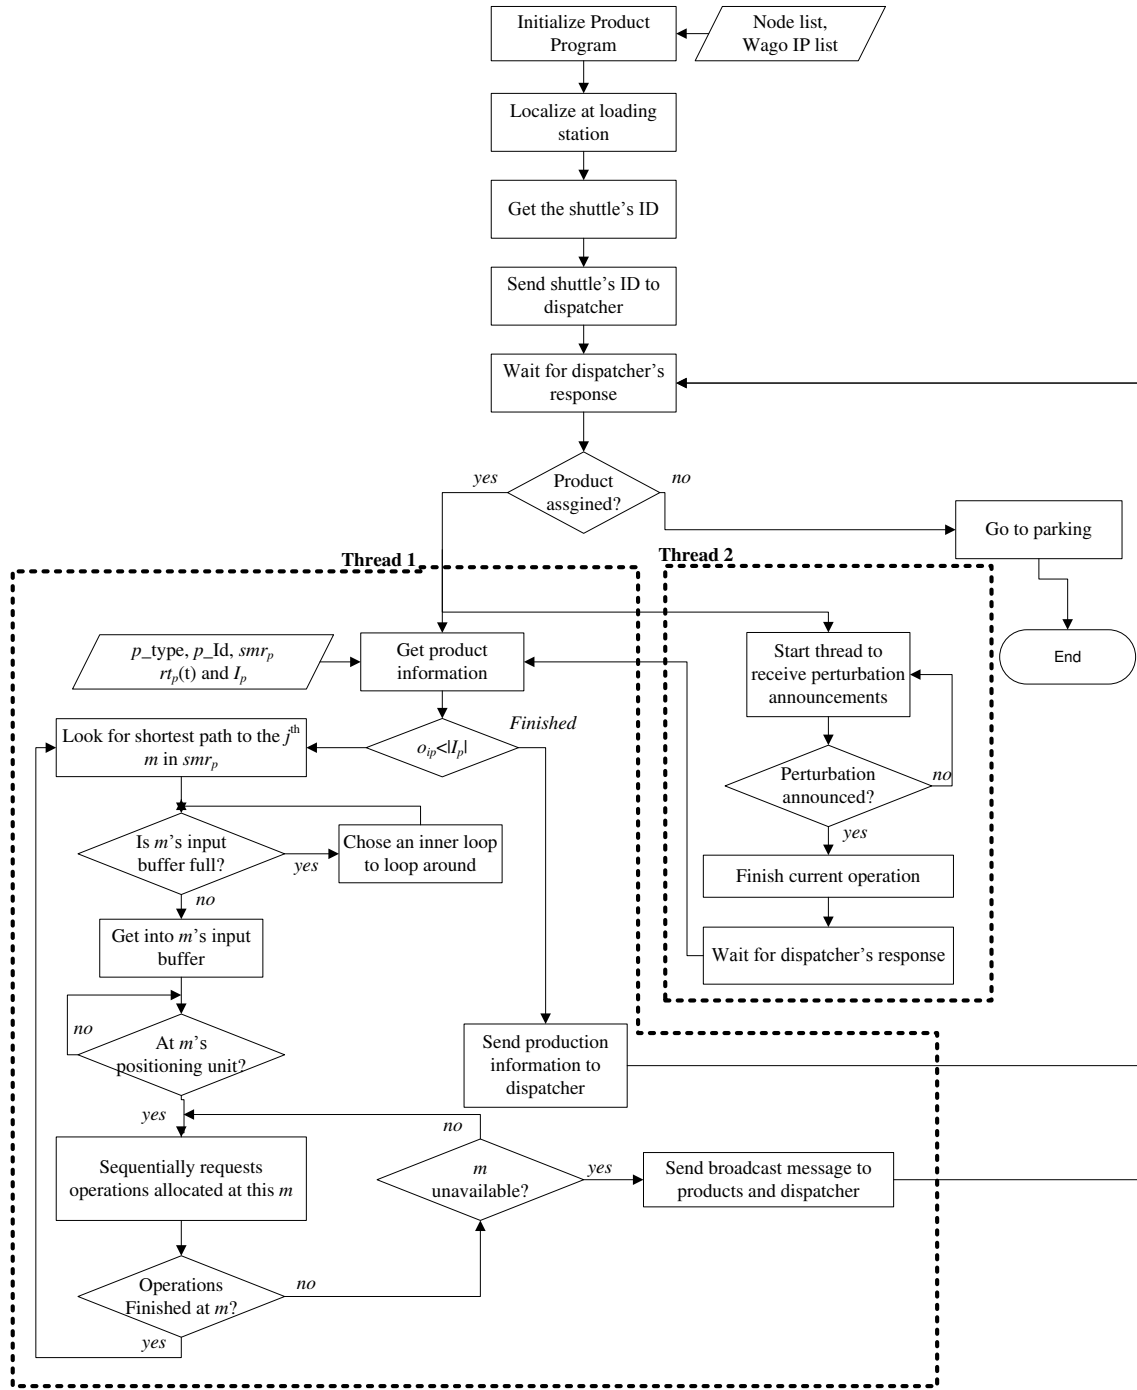 Initialize Product
Program
Node list,
Wago IP list
Localize at loading
station
Get the shuttle's ID
Send shuttle's ID to
dispatcher
Wait for dispatcher's
response
Product
assgined?
yes
no
Go to parking
End
Thread 1
Thread 2
p_type, p_Id, smrₚ
rtₚ(t) and Iₚ
Get product
information
Start thread to
receive perturbation
announcements
Look for shortest path to the jᵗʰ
m in smrₚ
oᵢₚ<|Iₚ|
Finished
Perturbation
announced?
no
yes
Is m's input
buffer full?
yes
no
Chose an inner loop
to loop around
Finish current operation
Wait for dispatcher's response
Get into m's input
buffer
At m's
positioning unit?
no
yes
Send production
information to
dispatcher
Sequentially requests
operations allocated at this m
m
unavailable?
no
yes
Send broadcast message to
products and dispatcher
Operations
Finished at m?
no
yes